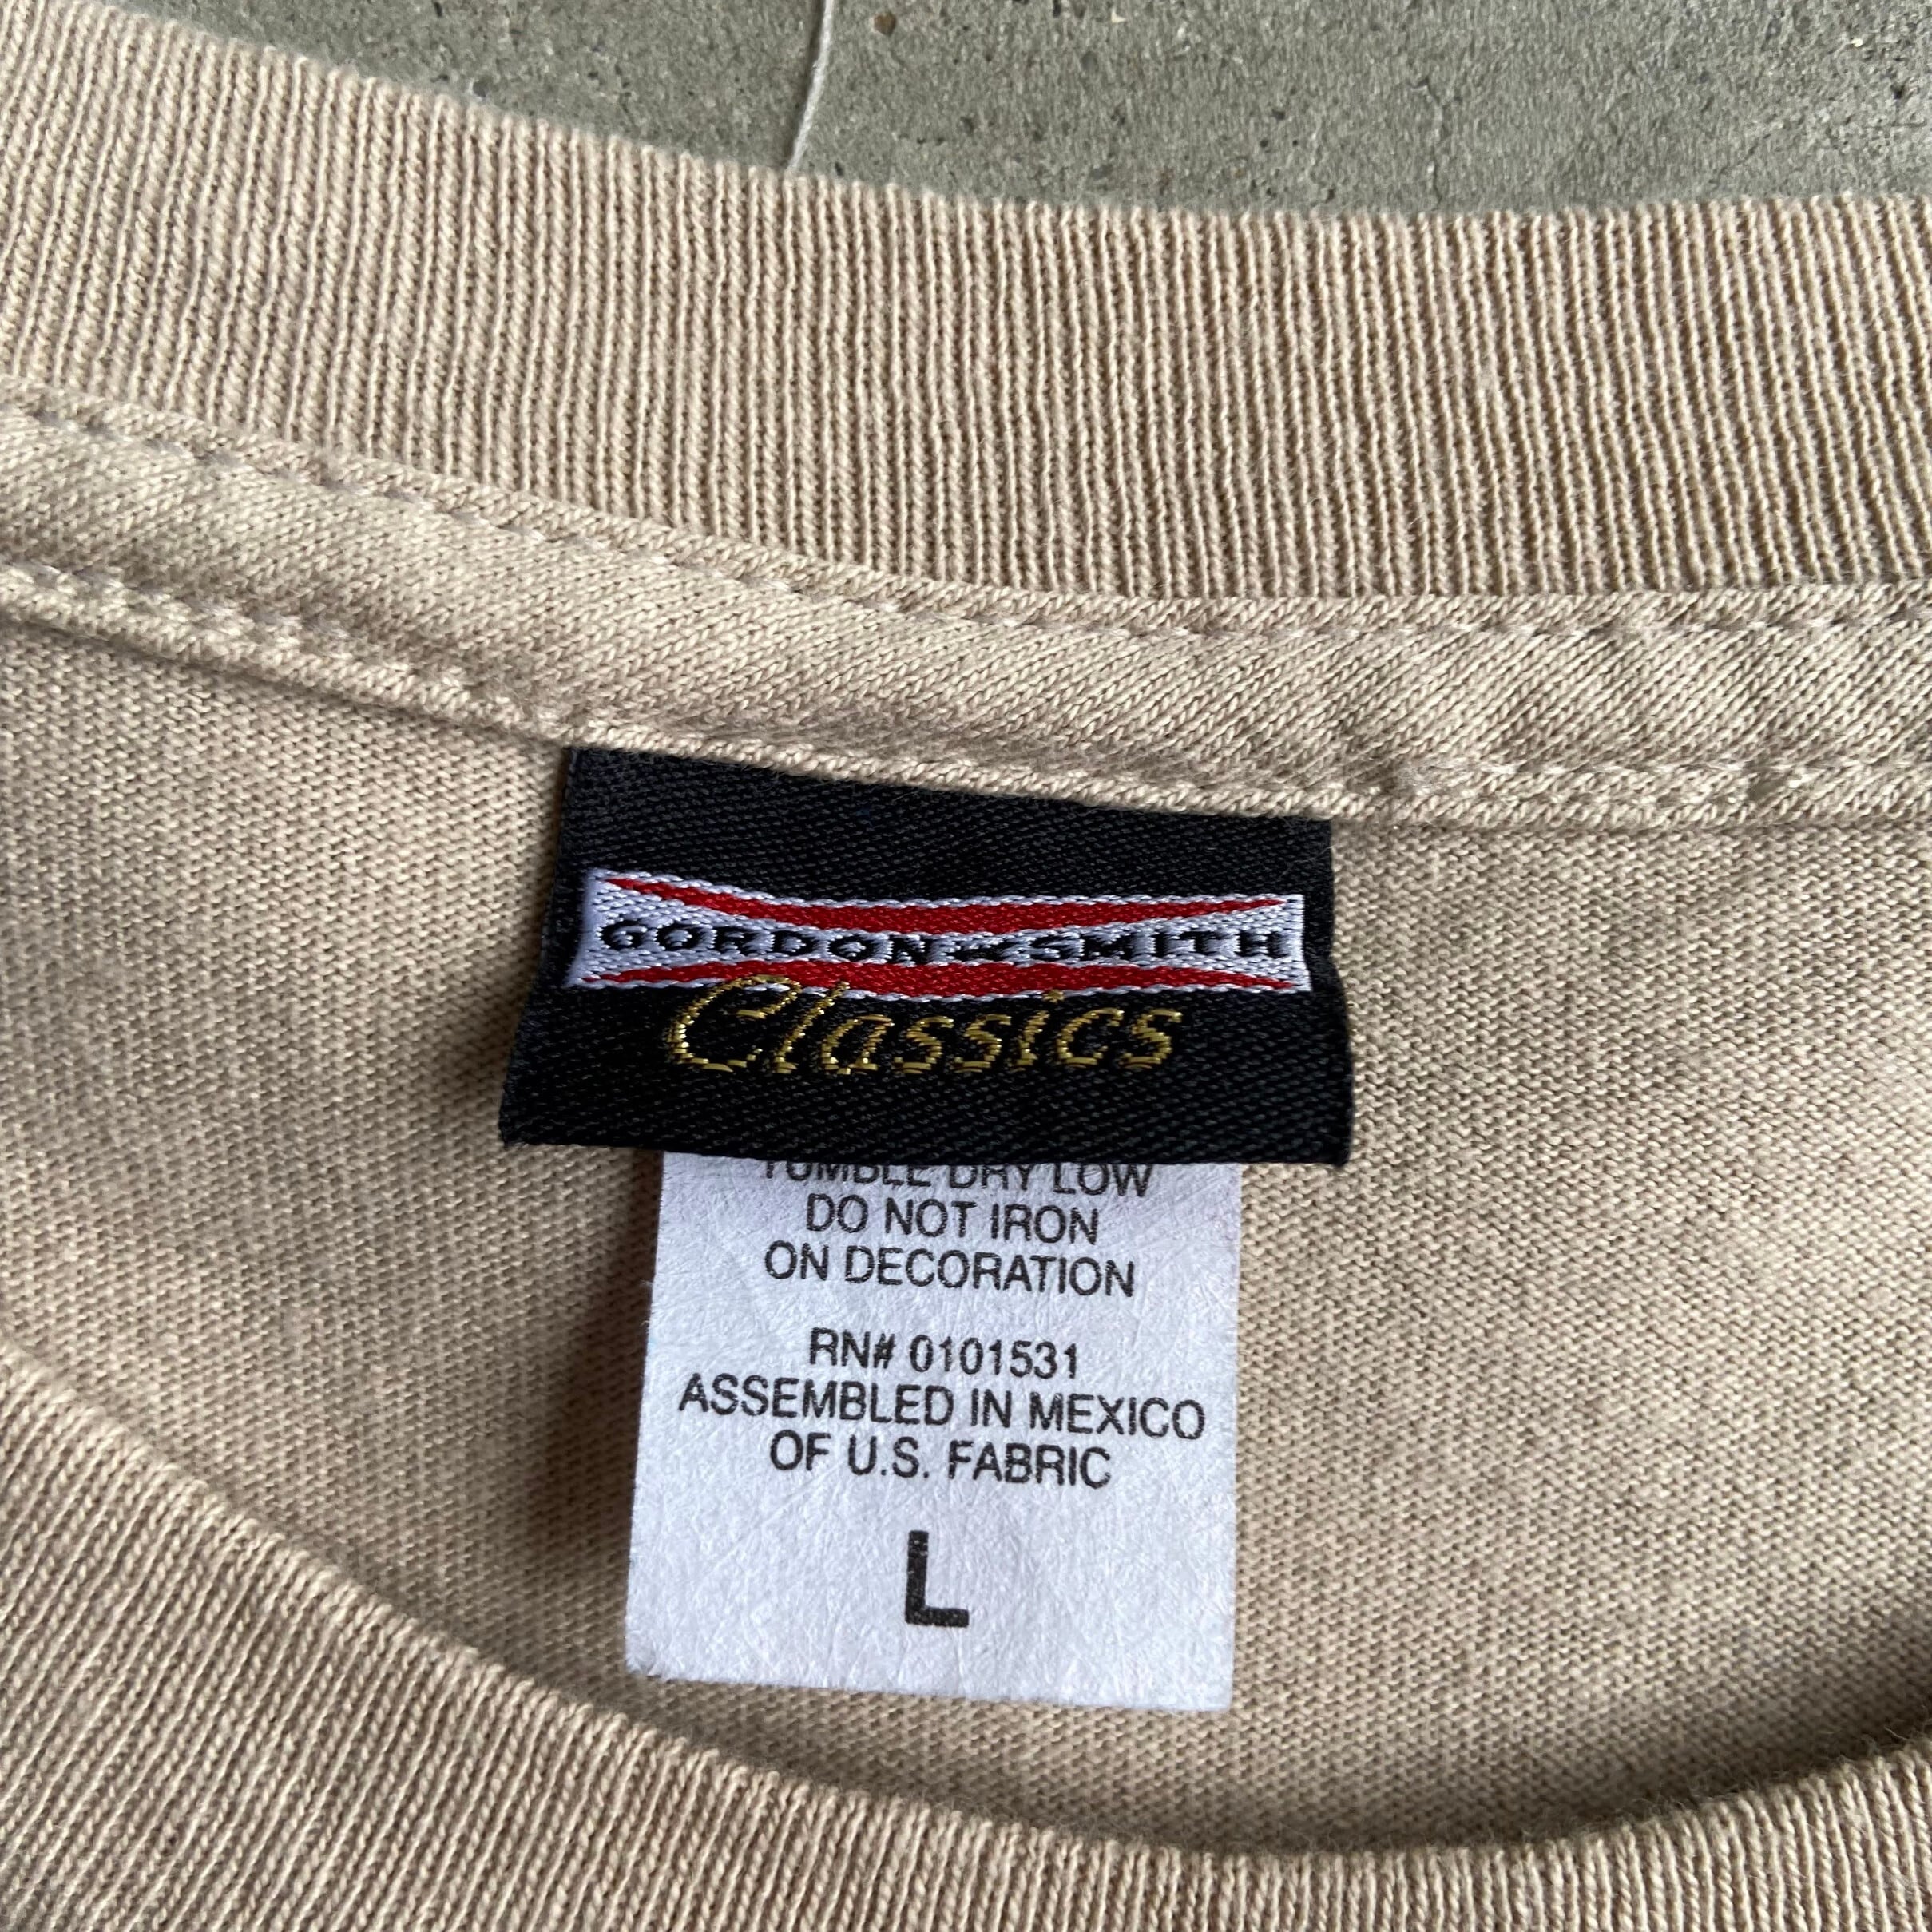 GORDON & SMITH
Classics
TUMBLE DRY LOW
DO NOT IRON
ON DECORATION
RN# 0101531
ASSEMBLED IN MEXICO
OF U.S. FABRIC
L